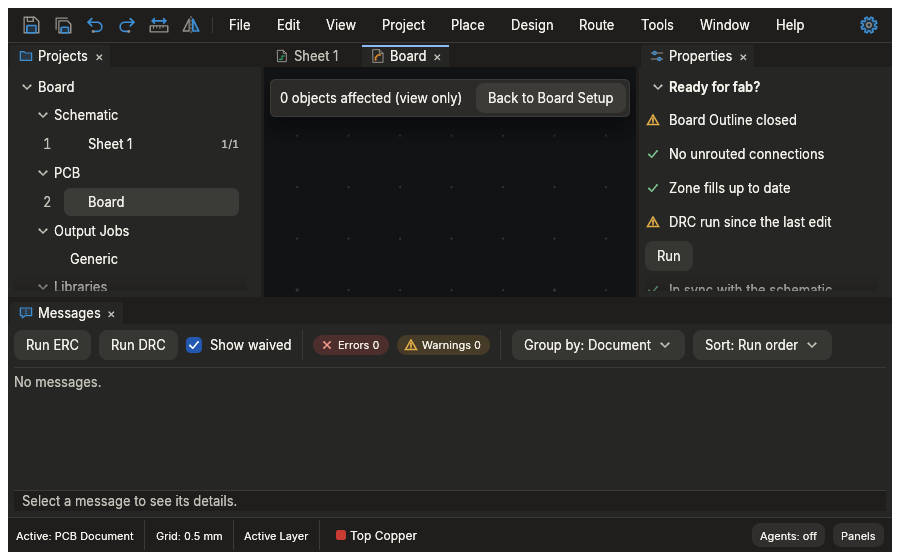 File Edit View Project Place Design Route Tools Window Help
Projects × Sheet 1 Board × Properties ×
Board
Schematic
1 Sheet 1 1/1
PCB
2 Board
Output Jobs
Generic
Libraries
0 objects affected (view only) Back to Board Setup
Ready for fab?
Board Outline closed
No unrouted connections
Zone fills up to date
DRC run since the last edit
Run
In sync with the schematic
Messages ×
Run ERC Run DRC Show waived Errors 0 Warnings 0 Group by: Document Sort: Run order
No messages.
Select a message to see its details.
Active: PCB Document Grid: 0.5 mm Active Layer Top Copper Agents: off Panels